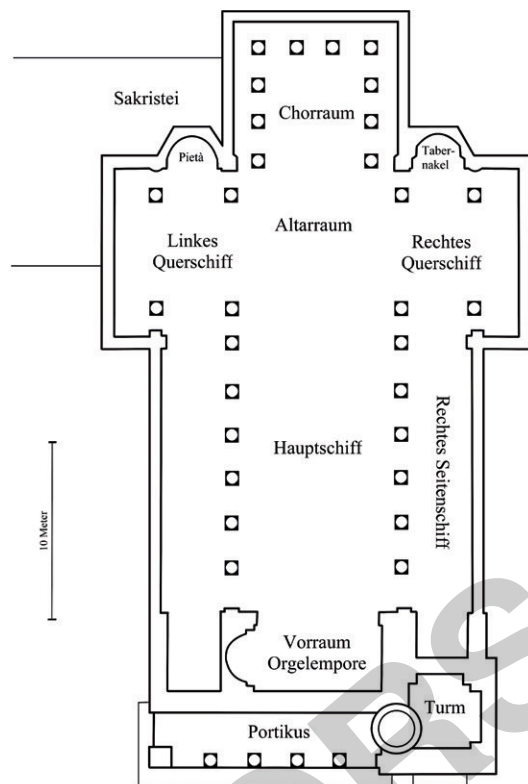 Sakristei
Chorraum
Pietà
Taber-
nakel
Altarraum
Linkes
Querschiff
Rechtes
Querschiff
Hauptschiff
Rechtes Seitenschiff
10 Meter
Vorraum
Orgelempore
Turm
Portikus
ORS